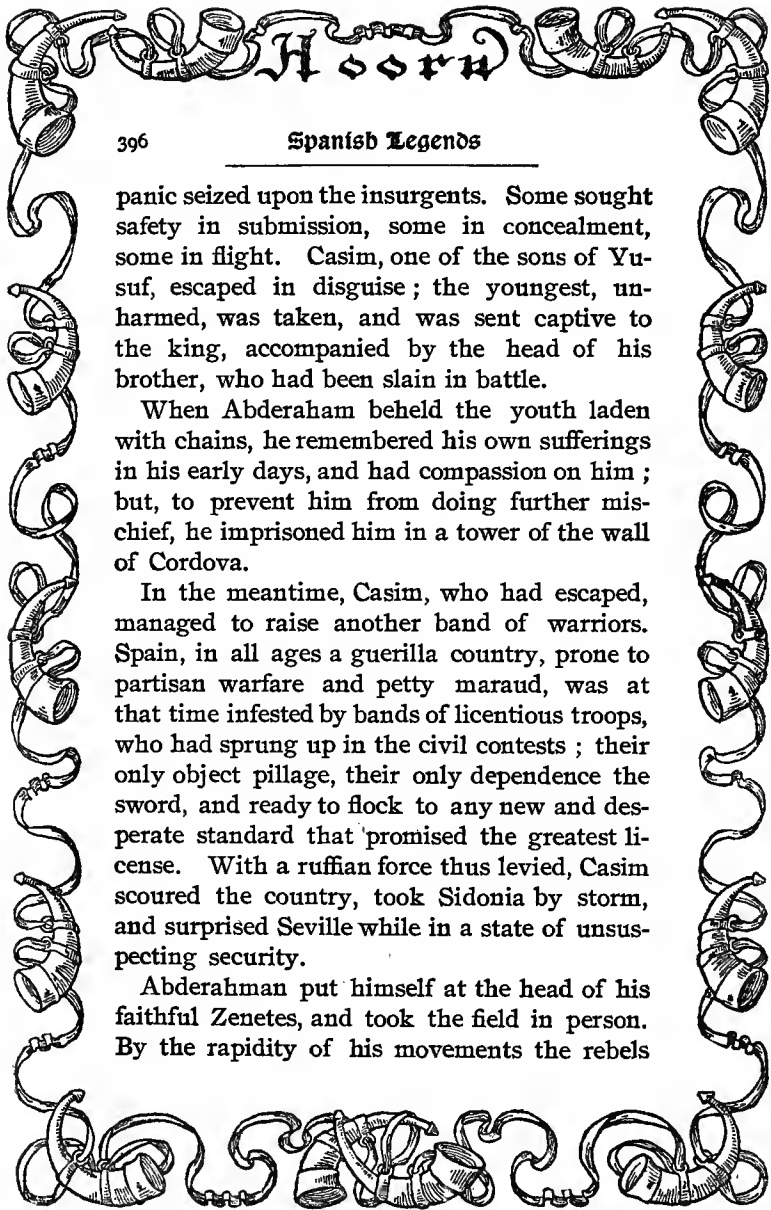 Hoorn
396 Spanish Legends
panic seized upon the insurgents. Some sought
safety in submission, some in concealment,
some in flight. Casim, one of the sons of Yu-
suf, escaped in disguise ; the youngest, un-
harmed, was taken, and was sent captive to
the king, accompanied by the head of his
brother, who had been slain in battle.
When Abderaham beheld the youth laden
with chains, he remembered his own sufferings
in his early days, and had compassion on him ;
but, to prevent him from doing further mis-
chief, he imprisoned him in a tower of the wall
of Cordova.
In the meantime, Casim, who had escaped,
managed to raise another band of warriors.
Spain, in all ages a guerilla country, prone to
partisan warfare and petty maraud, was at
that time infested by bands of licentious troops,
who had sprung up in the civil contests ; their
only object pillage, their only dependence the
sword, and ready to flock to any new and des-
perate standard that promised the greatest li-
cense. With a ruffian force thus levied, Casim
scoured the country, took Sidonia by storm,
and surprised Seville while in a state of unsus-
pecting security.
Abderahman put himself at the head of his
faithful Zenetes, and took the field in person.
By the rapidity of his movements the rebels